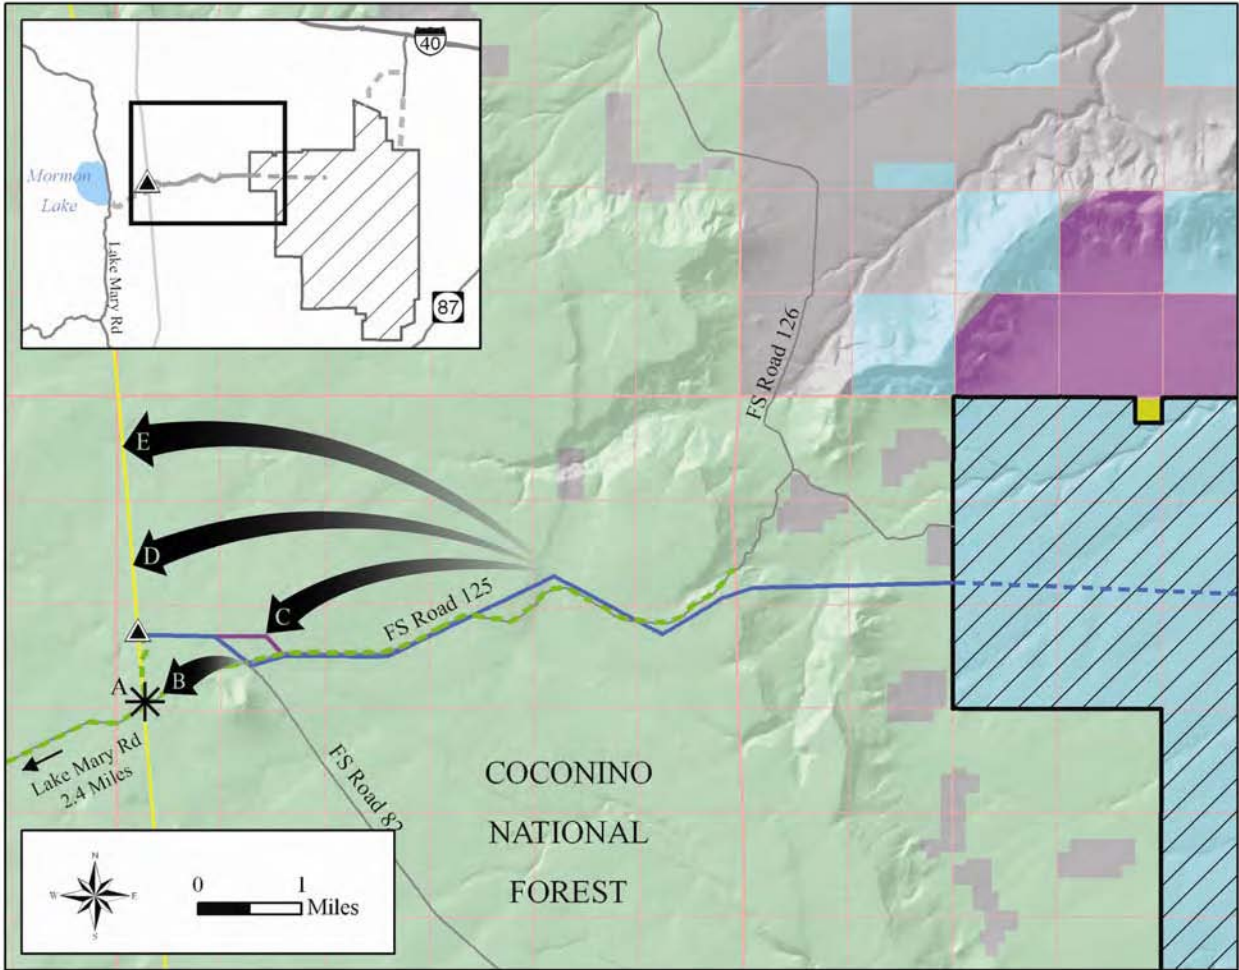 40
Mormon
Lake
Lake Mary Rd
87
FS Road 126
E
D
C
FS Road 125
B
A
Lake Mary Rd
2.4 Miles
FS Road 82
COCONINO
NATIONAL
FOREST
N
W E
S
0 1
Miles